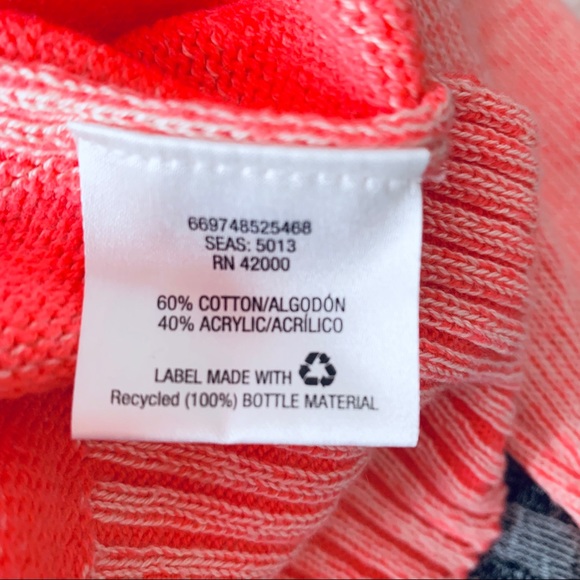 669748525468
SEAS: 5013
RN 42000
60% COTTON/ALGODÓN
40% ACRYLIC/ACRÍLICO
LABEL MADE WITH
Recycled (100%) BOTTLE MATERIAL